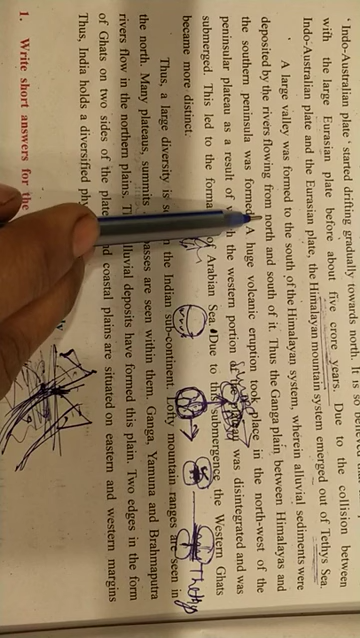 ' Indo-Australian plate' started drifting gradually towards north. It is so believed
with the large Eurasian plate before about five crore years. Due to the collision between
Indo-Australian plate and the Eurasian plate, the Himalayan mountain system emerged out of Tethys Sea.
A large valley was formed to the south of the Himalayan system, wherein alluvial sediments were
deposited by the rivers flowing from north and south of it. Thus the Ganga plain between Himalayas and
the southern peninsula was formed. A huge volcanic eruption took place in the north-west of the
peninsular plateau as a result of the western portion of the was disintegrated and was
submerged. This led to the Arabian Sea. Due to this submergence the Western Ghats
became more distinct.
Thus, a large diversity is the Indian sub-continent. Lofty mountain ranges are seen in
the north. Many plateaus, summits passes are seen within them. Ganga, Yamuna and Brahmaputra
rivers flow in the northern plains. alluvial deposits have formed this plain. Two edges in the form
of Ghats on two sides of the coastal plains are situated on eastern and western margins
Thus, India holds a diversified
1. Write short answers for the